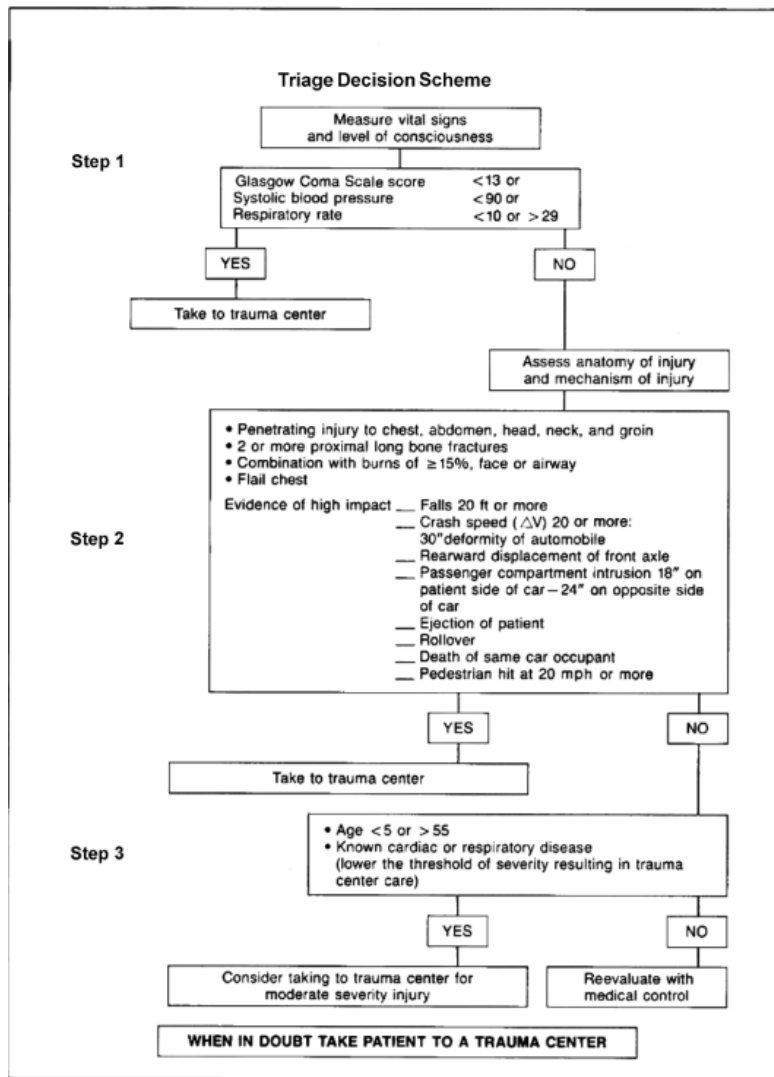 Triage Decision Scheme
Measure vital signs
and level of consciousness
Step 1
Glasgow Coma Scale score <13 or
Systolic blood pressure <90 or
Respiratory rate <10 or >29
YES
NO
Take to trauma center
Assess anatomy of injury
and mechanism of injury
Step 2
• Penetrating injury to chest, abdomen, head, neck, and groin
• 2 or more proximal long bone fractures
• Combination with burns of ≥15%, face or airway
• Flail chest
Evidence of high impact __ Falls 20 ft or more
__ Crash speed (△V) 20 or more:
30″deformity of automobile
__ Rearward displacement of front axle
__ Passenger compartment intrusion 18″ on
patient side of car—24″ on opposite side
of car
__ Ejection of patient
__ Rollover
__ Death of same car occupant
__ Pedestrian hit at 20 mph or more
YES
NO
Take to trauma center
Step 3
• Age <5 or >55
• Known cardiac or respiratory disease
(lower the threshold of severity resulting in trauma
center care)
YES
NO
Consider taking to trauma center for
moderate severity injury
Reevaluate with
medical control
WHEN IN DOUBT TAKE PATIENT TO A TRAUMA CENTER